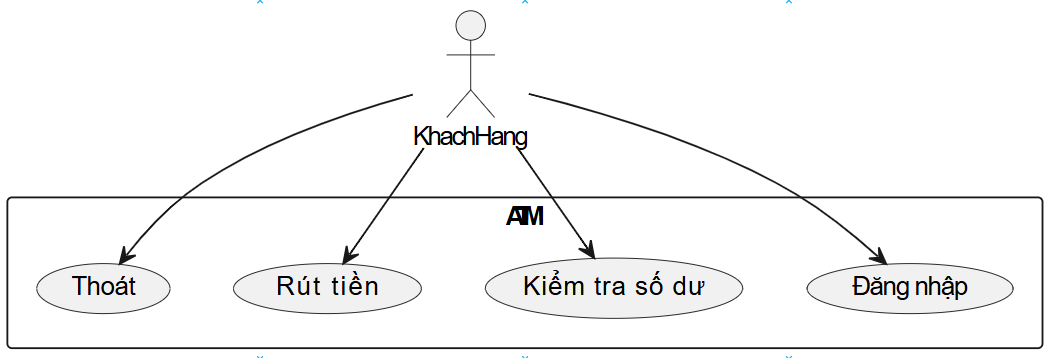 KhachHang
ATM
Thoát
Rút tiền
Kiểm tra số dư
Đăng nhập